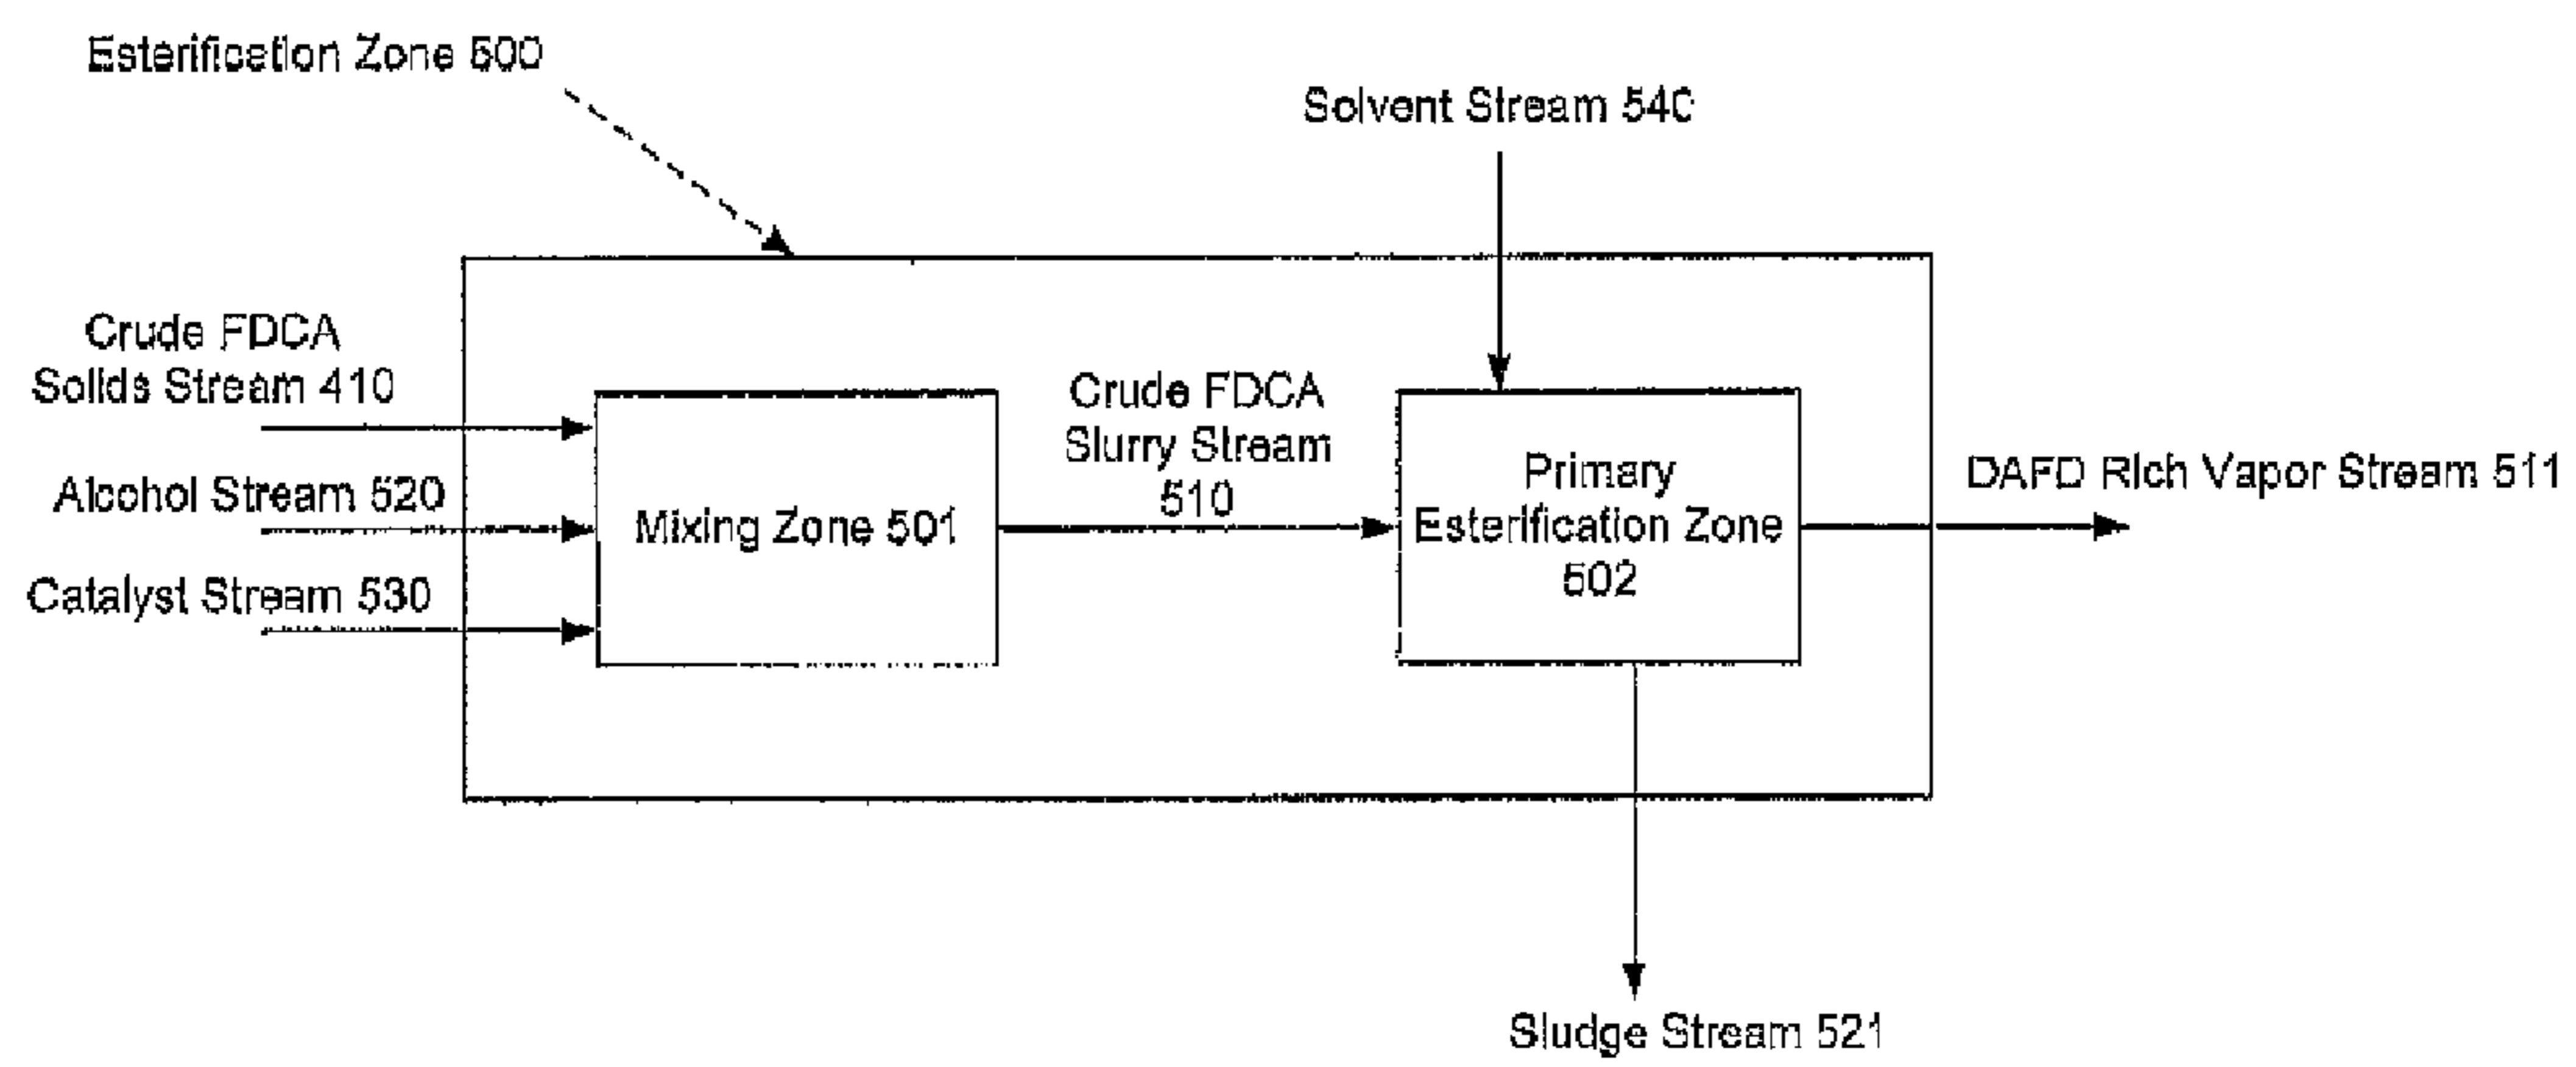 Esterification Zone 500
Solvent Stream 540
Crude FDCA
Solids Stream 410
Alcohol Stream 520
Catalyst Stream 530
Mixing Zone 501
Crude FDCA
Slurry Stream
510
Primary
Esterification Zone
502
DAFD Rich Vapor Stream 511
Sludge Stream 521